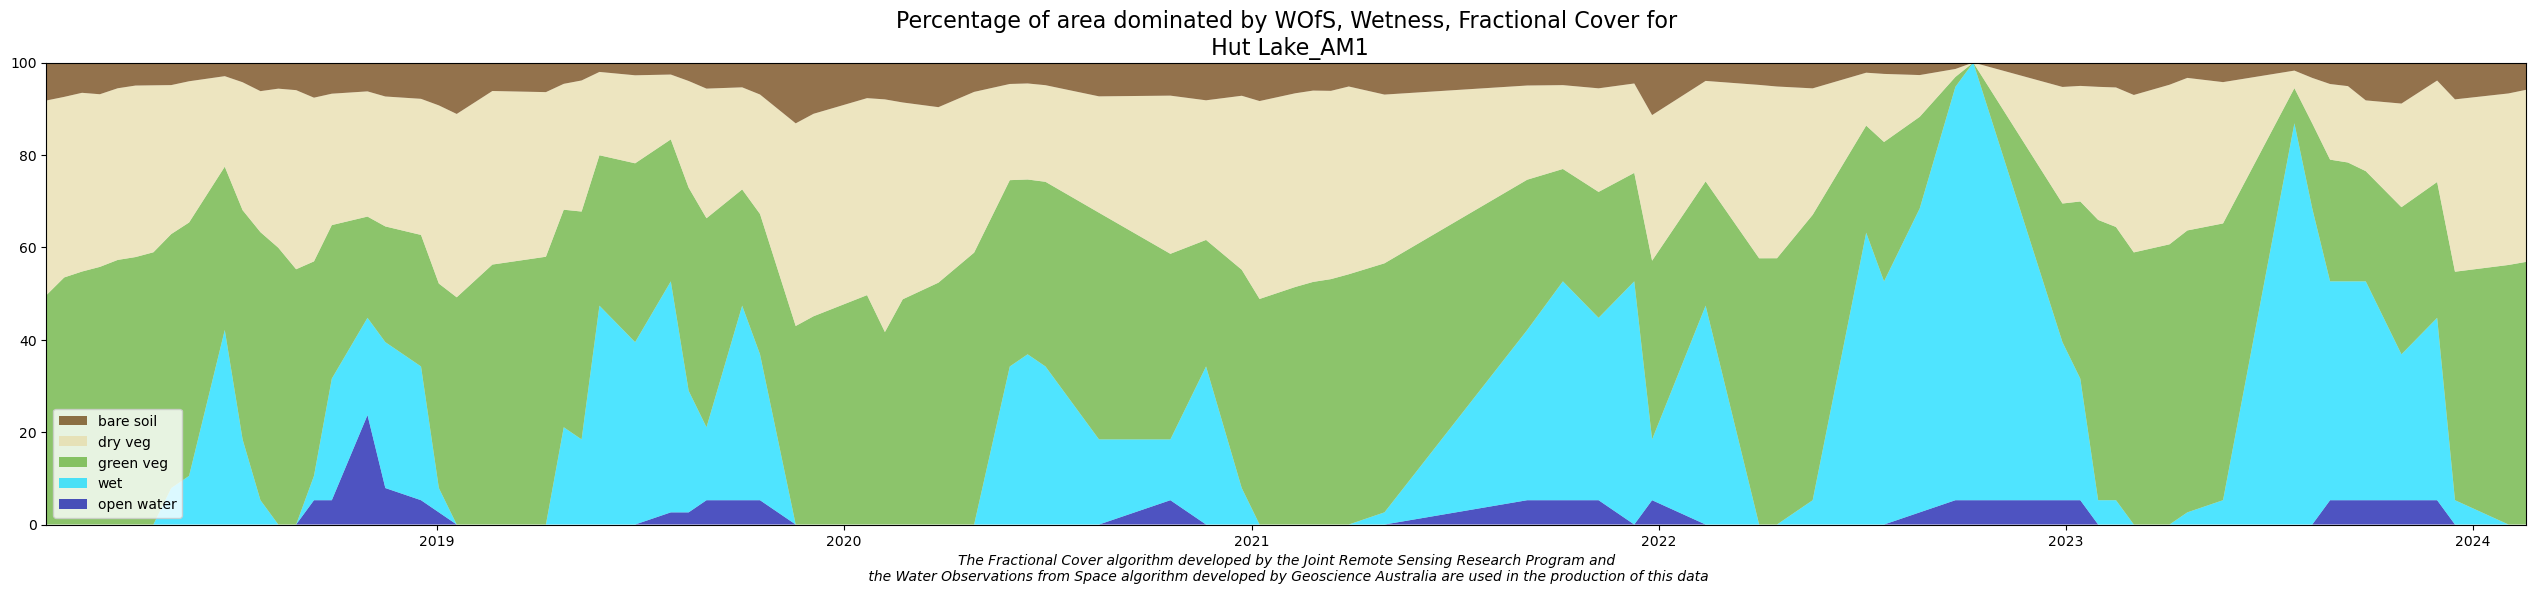 Percentage of area dominated by WOfS, Wetness, Fractional Cover for
Hut Lake_AM1
100
80
60
40
20
0
bare soil
dry veg
green veg
wet
open water
2019
2020
2021
2022
2023
2024
The Fractional Cover algorithm developed by the Joint Remote Sensing Research Program and
the Water Observations from Space algorithm developed by Geoscience Australia are used in the production of this data